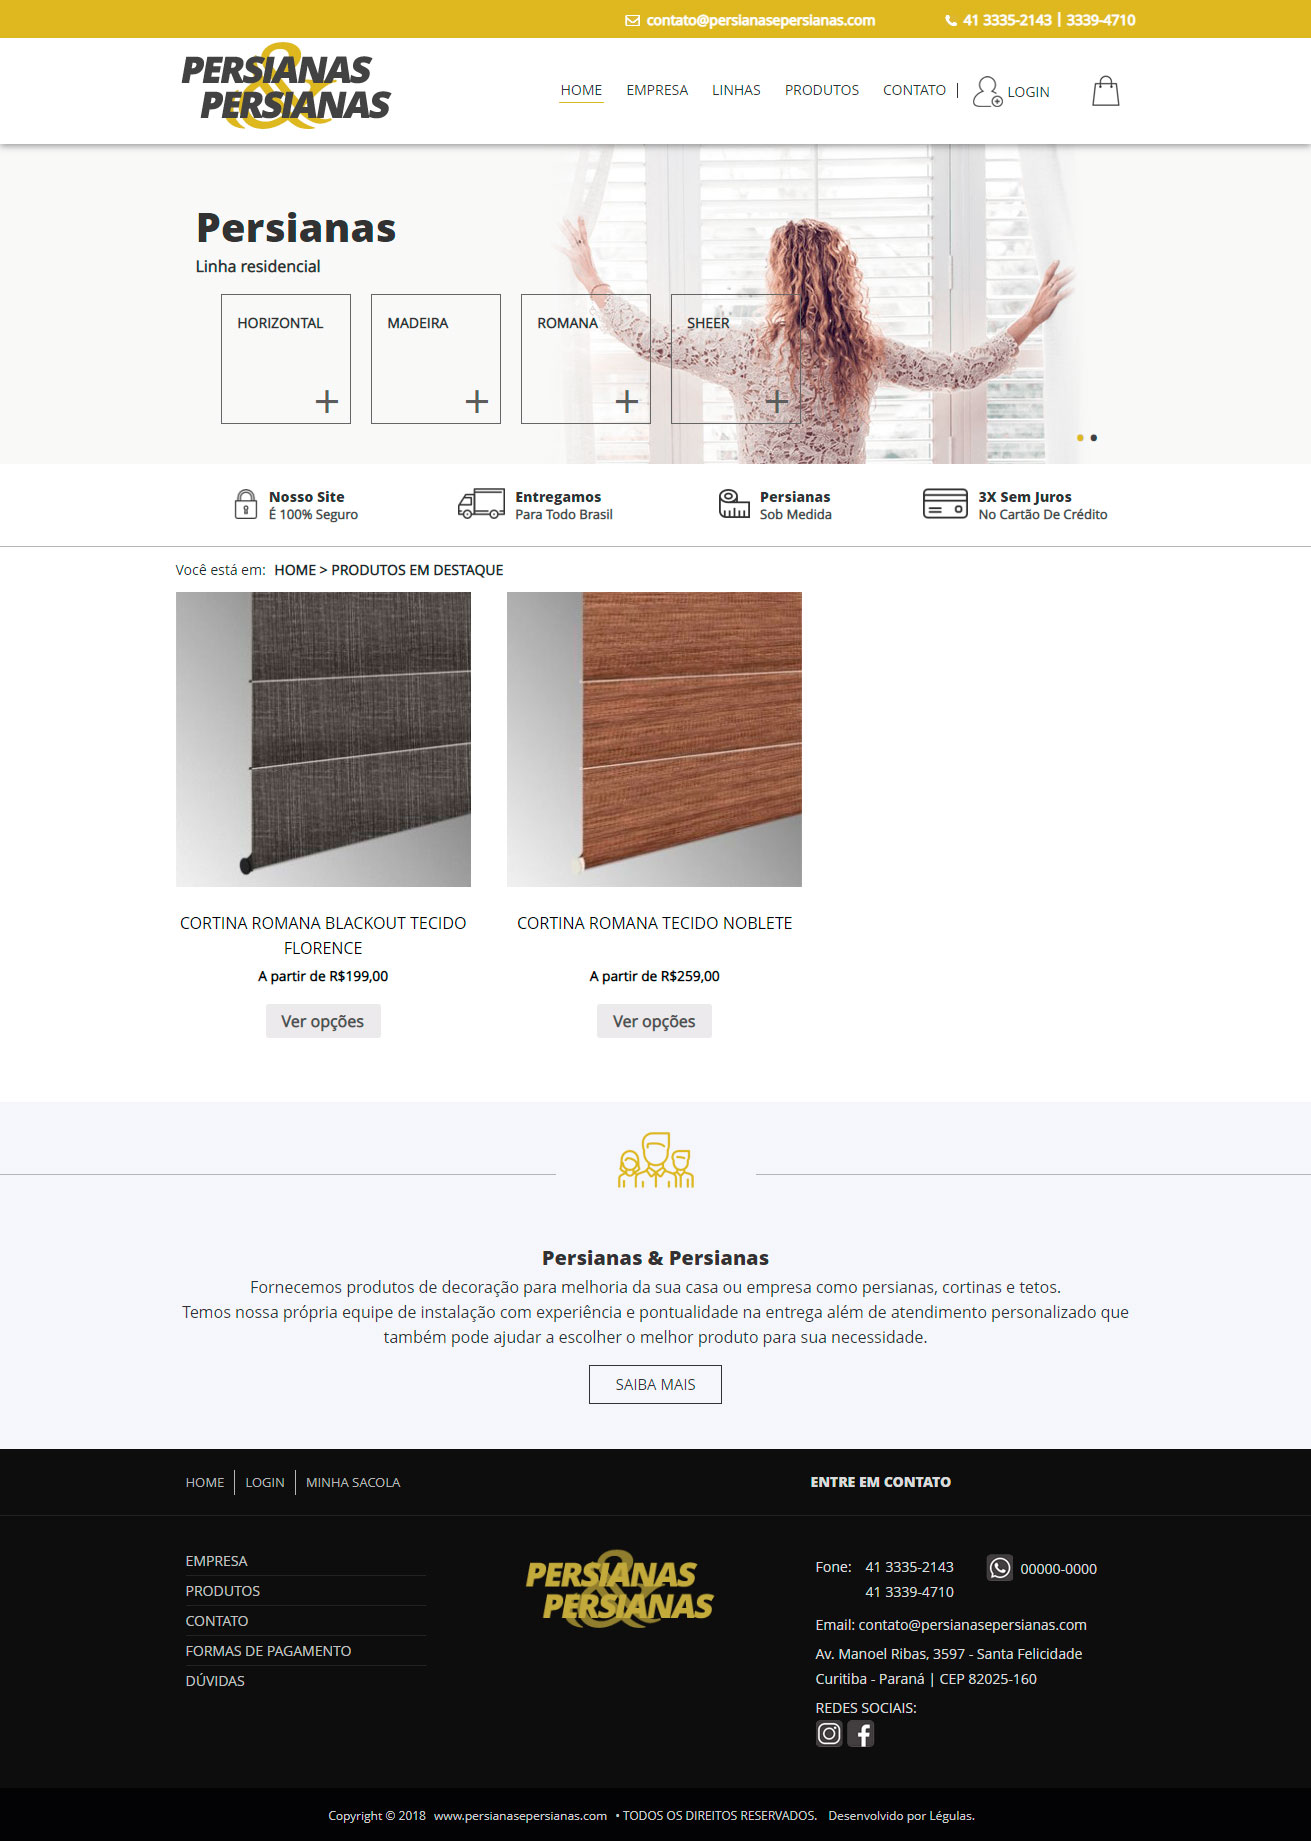 contato@persianasepersianas.com 41 3335-2143 | 3339-4710
PERSIANAS & PERSIANAS
HOME EMPRESA LINHAS PRODUTOS CONTATO | LOGIN
Persianas
Linha residencial
HORIZONTAL MADEIRA ROMANA SHEER
+ + + +
Nosso Site
É 100% Seguro
Entregamos
Para Todo Brasil
Persianas
Sob Medida
3X Sem Juros
No Cartão De Crédito
Você está em: HOME > PRODUTOS EM DESTAQUE
CORTINA ROMANA BLACKOUT TECIDO
FLORENCE
A partir de R$199,00
Ver opções
CORTINA ROMANA TECIDO NOBLETE
A partir de R$259,00
Ver opções
Persianas & Persianas
Fornecemos produtos de decoração para melhoria da sua casa ou empresa como persianas, cortinas e tetos.
Temos nossa própria equipe de instalação com experiência e pontualidade na entrega além de atendimento personalizado que
também pode ajudar a escolher o melhor produto para sua necessidade.
SAIBA MAIS
HOME LOGIN MINHA SACOLA
ENTRE EM CONTATO
EMPRESA
PRODUTOS
CONTATO
FORMAS DE PAGAMENTO
DÚVIDAS
PERSIANAS & PERSIANAS
Fone: 41 3335-2143 00000-0000
41 3339-4710
Email: contato@persianasepersianas.com
Av. Manoel Ribas, 3597 - Santa Felicidade
Curitiba - Paraná | CEP 82025-160
REDES SOCIAIS:
Copyright © 2018 www.persianasepersianas.com • TODOS OS DIREITOS RESERVADOS. Desenvolvido por Légulas.